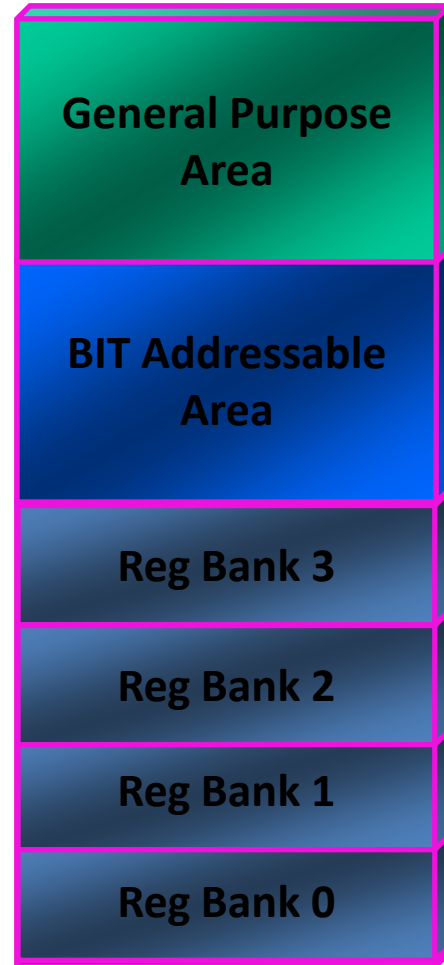 General Purpose
Area
BIT Addressable
Area
Reg Bank 3
Reg Bank 2
Reg Bank 1
Reg Bank 0